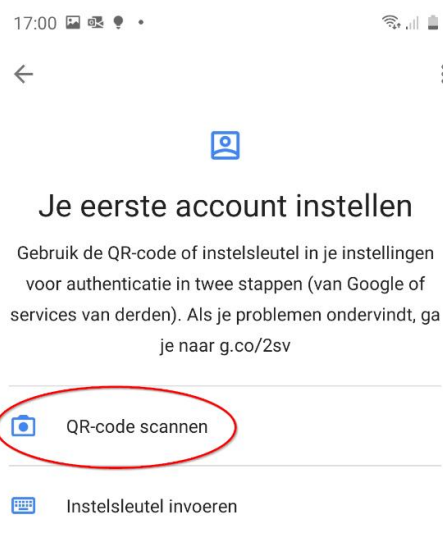 17:00
Je eerste account instellen
Gebruik de QR-code of instelsleutel in je instellingen
voor authenticatie in twee stappen (van Google of
services van derden). Als je problemen ondervindt, ga
je naar g.co/2sv
QR-code scannen
Instelsleutel invoeren